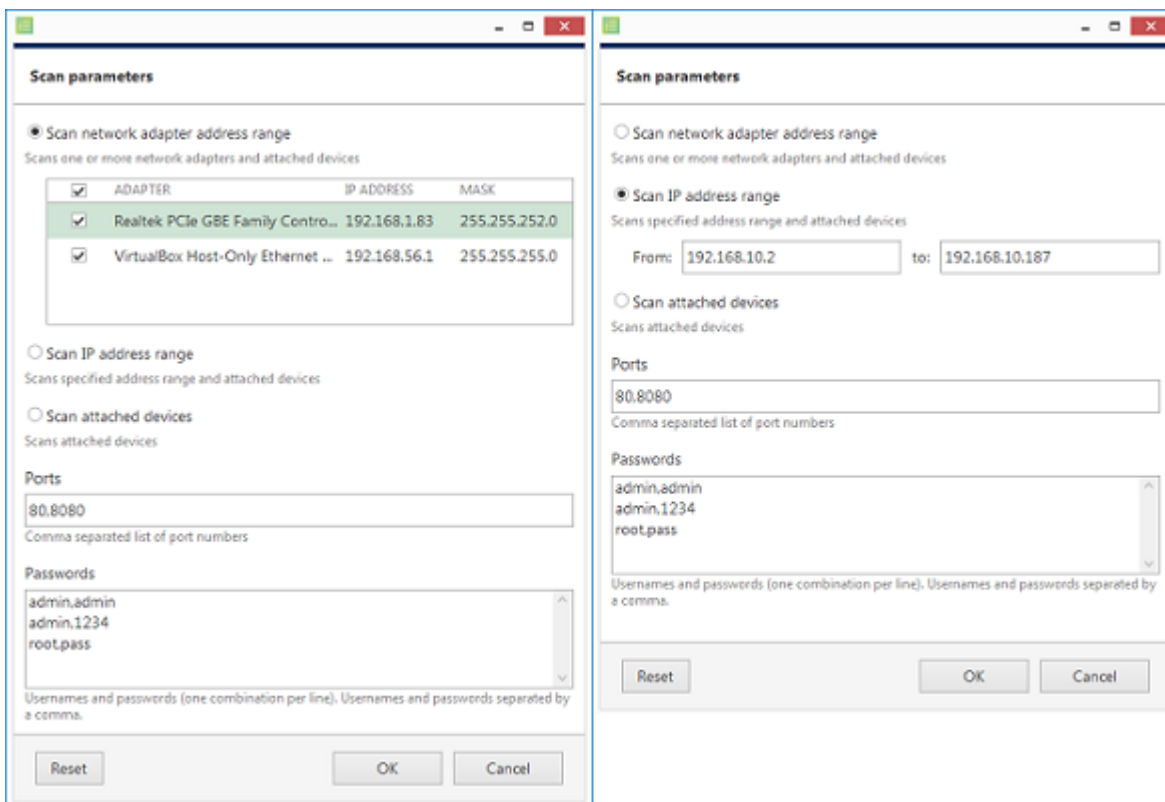 Scan parameters
Scan network adapter address range
Scans one or more network adapters and attached devices
ADAPTER IP ADDRESS MASK
Realtek PCIe GBE Family Contro... 192.168.1.83 255.255.252.0
VirtualBox Host-Only Ethernet ... 192.168.56.1 255.255.255.0
Scan IP address range
Scans specified address range and attached devices
Scan attached devices
Scans attached devices
Ports
80,8080
Comma separated list of port numbers
Passwords
admin,admin
admin,1234
root,pass
Usernames and passwords (one combination per line). Usernames and passwords separated by
a comma.
Reset OK Cancel
Scan parameters
Scan network adapter address range
Scans one or more network adapters and attached devices
Scan IP address range
Scans specified address range and attached devices
From: 192.168.10.2 to: 192.168.10.187
Scan attached devices
Scans attached devices
Ports
80,8080
Comma separated list of port numbers
Passwords
admin,admin
admin,1234
root,pass
Usernames and passwords (one combination per line). Usernames and passwords separated by
a comma.
Reset OK Cancel